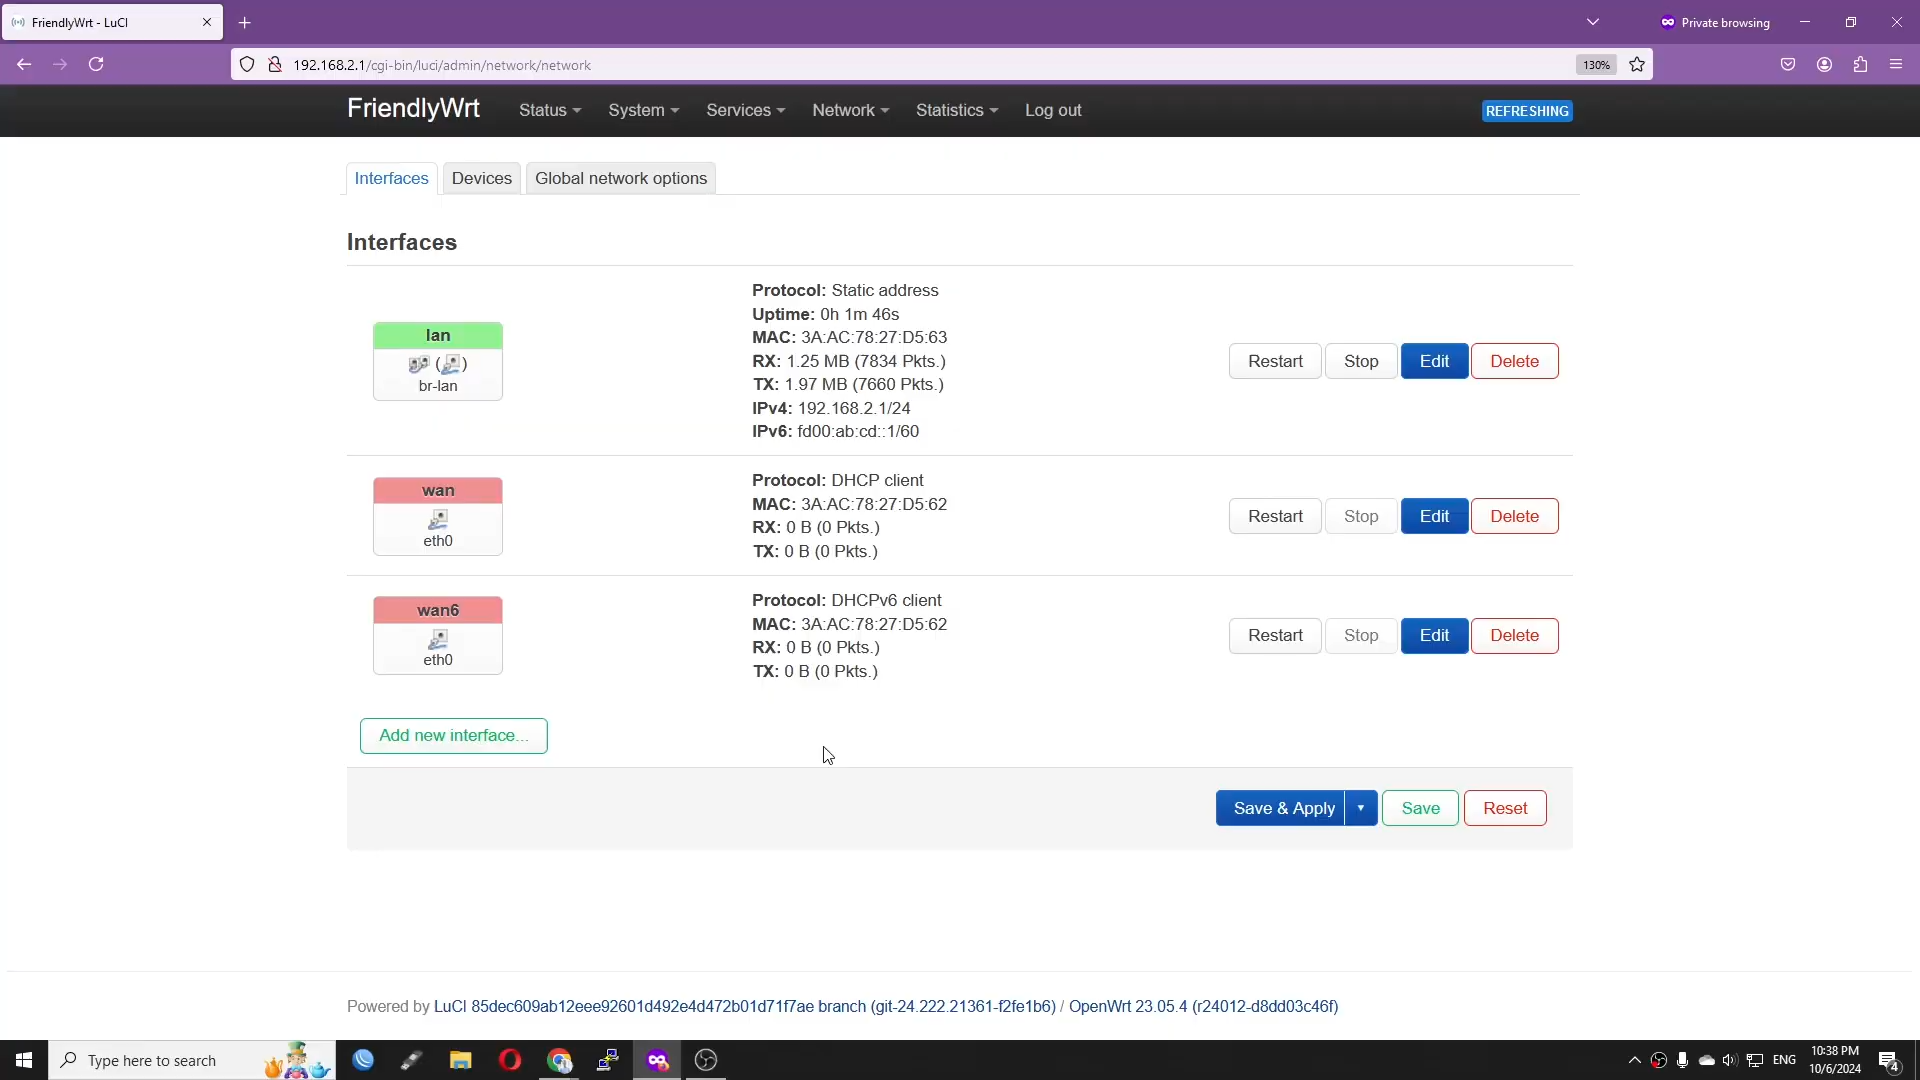 FriendlyWrt - LuCI
Private browsing
192.168.2.1/cgi-bin/luci/admin/network/network
130%
FriendlyWrt
Status
System
Services
Network
Statistics
Log out
REFRESHING
Interfaces
Devices
Global network options
Interfaces
lan
br-lan
Protocol: Static address
Uptime: 0h 1m 46s
MAC: 3A:AC:78:27:D5:63
RX: 1.25 MB (7834 Pkts.)
TX: 1.97 MB (7660 Pkts.)
IPv4: 192.168.2.1/24
IPv6: fd00:ab:cd::1/60
Restart
Stop
Edit
Delete
wan
eth0
Protocol: DHCP client
MAC: 3A:AC:78:27:D5:62
RX: 0 B (0 Pkts.)
TX: 0 B (0 Pkts.)
Restart
Stop
Edit
Delete
wan6
eth0
Protocol: DHCPv6 client
MAC: 3A:AC:78:27:D5:62
RX: 0 B (0 Pkts.)
TX: 0 B (0 Pkts.)
Restart
Stop
Edit
Delete
Add new interface...
Save & Apply
Save
Reset
Powered by LuCI 85dec609ab12eee92601d492e4d472b01d71f7ae branch (git-24.222.21361-f2fe1b6) / OpenWrt 23.05.4 (r24012-d8dd03c46f)
Type here to search
ENG
10:38 PM
10/6/2024
4